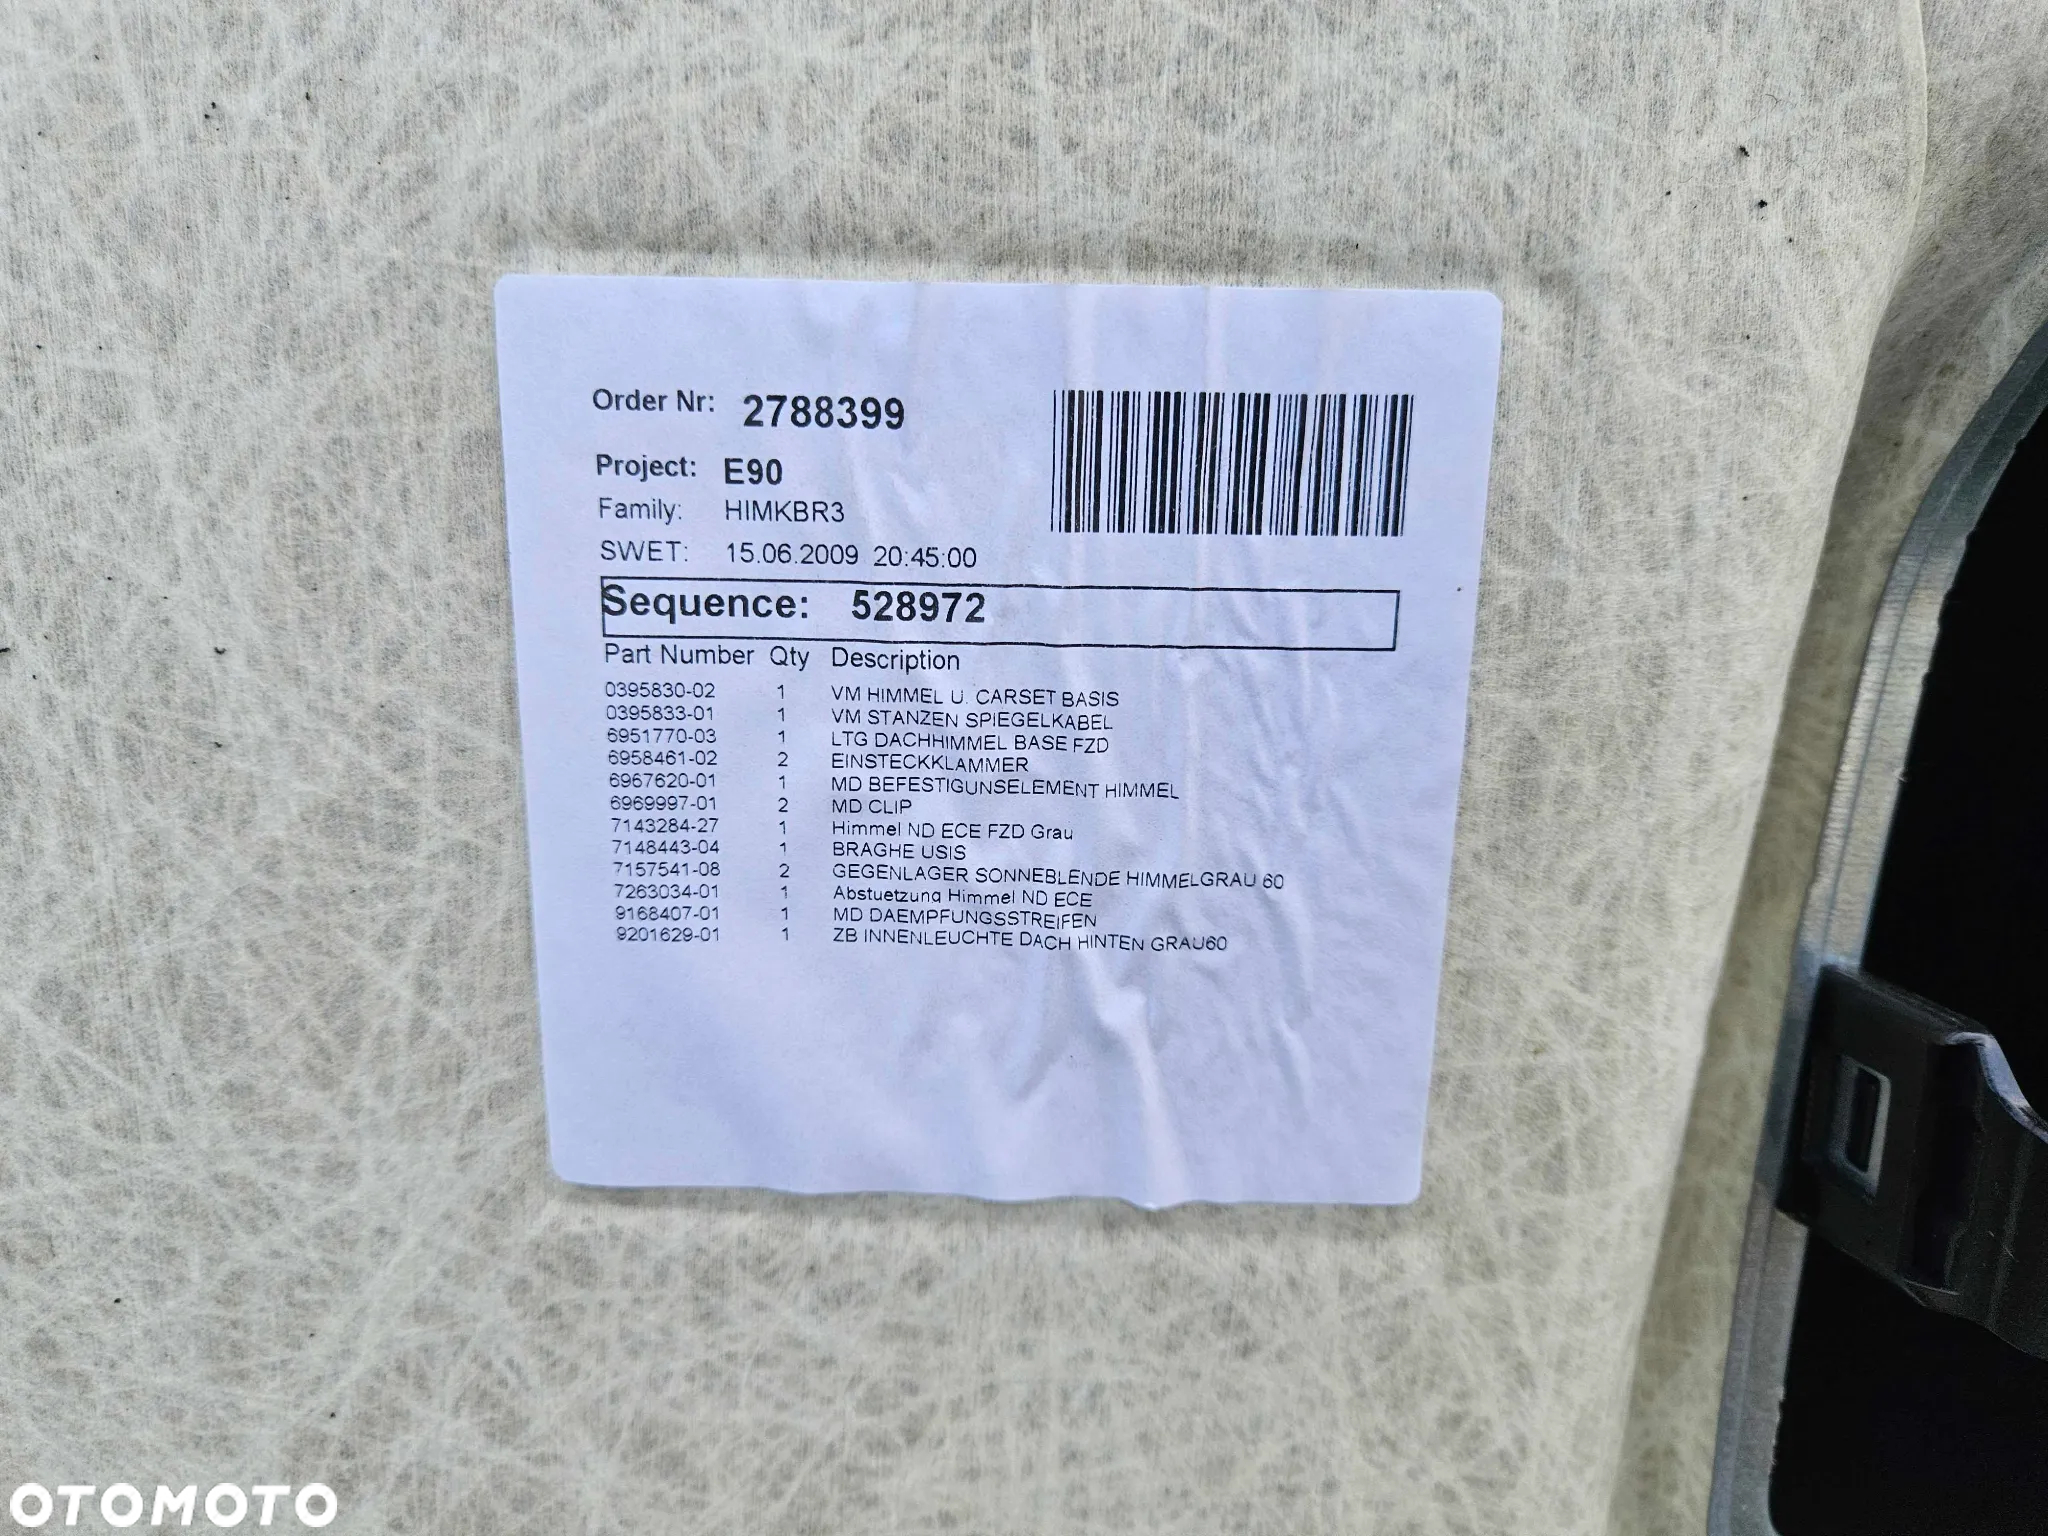 Order Nr: 2788399
Project: E90
Family: HIMKBR3
SWET: 15.06.2009 20:45:00
Sequence: 528972
Part Number Qty Description
0395830-02 1 VM HIMMEL U. CARSET BASIS
0395833-01 1 VM STANZEN SPIEGELKABEL
6951770-03 1 LTG DACHHIMMEL BASE FZD
6958461-02 2 EINSTECKKLAMMER
6967620-01 1 MD BEFESTIGUNSELEMENT HIMMEL
6969997-01 2 MD CLIP
7143284-27 1 Himmel ND ECE FZD Grau
7148443-04 1 BRAGHE USIS
7157541-08 2 GEGENLAGER SONNEBLENDE HIMMELGRAU 60
7263034-01 1 Abstuetzung Himmel ND ECE
9168407-01 1 MD DAEMPFUNGSSTREIFEN
9201629-01 1 ZB INNENLEUCHTE DACH HINTEN GRAU60
OTOMOTO